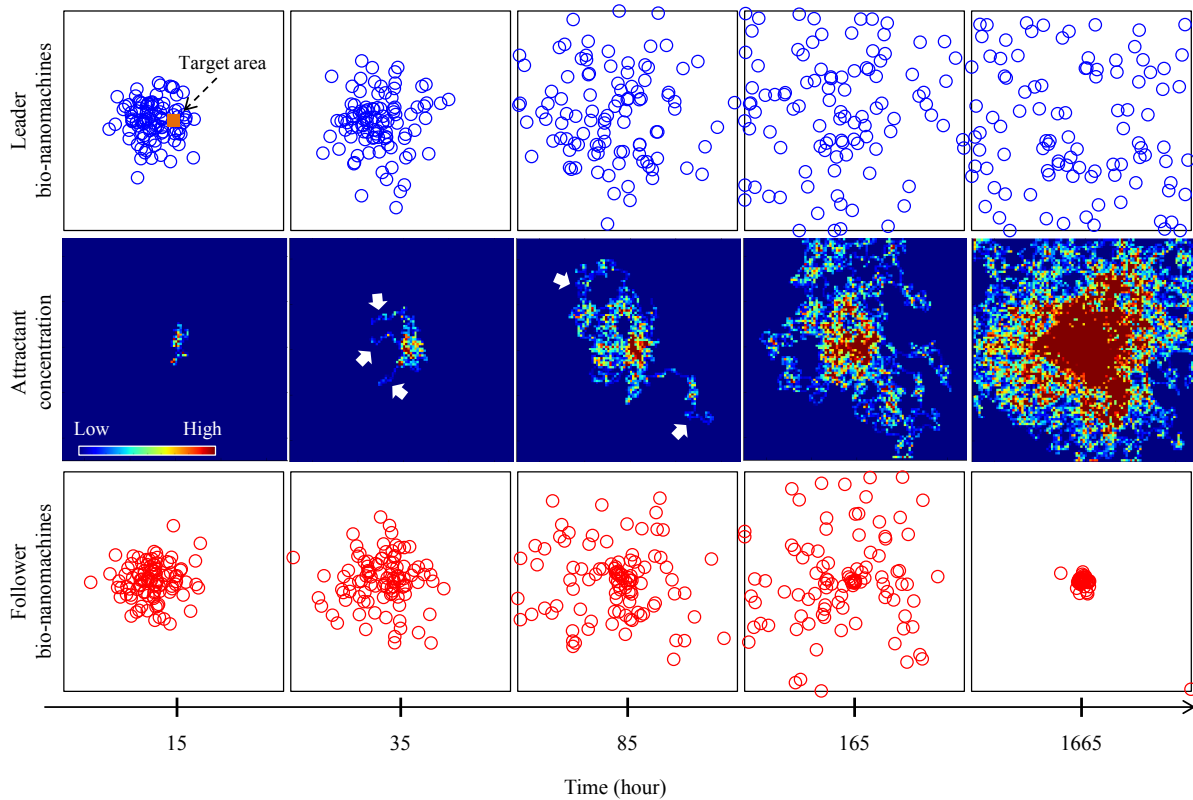 Leader
bio-nanomachines
Target area
Attractant
concentration
Low
High
Follower
bio-nanomachines
15
35
85
165
1665
Time (hour)